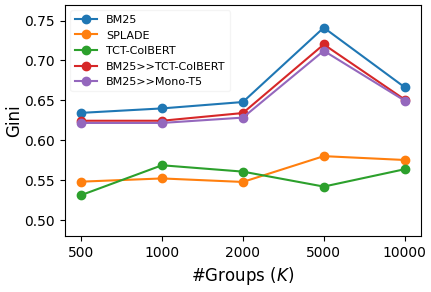 0.75
0.70
0.65
0.60
0.55
0.50
Gini
BM25
SPLADE
TCT-ColBERT
BM25>>TCT-ColBERT
BM25>>Mono-T5
500 1000 2000 5000 10000
#Groups (K)